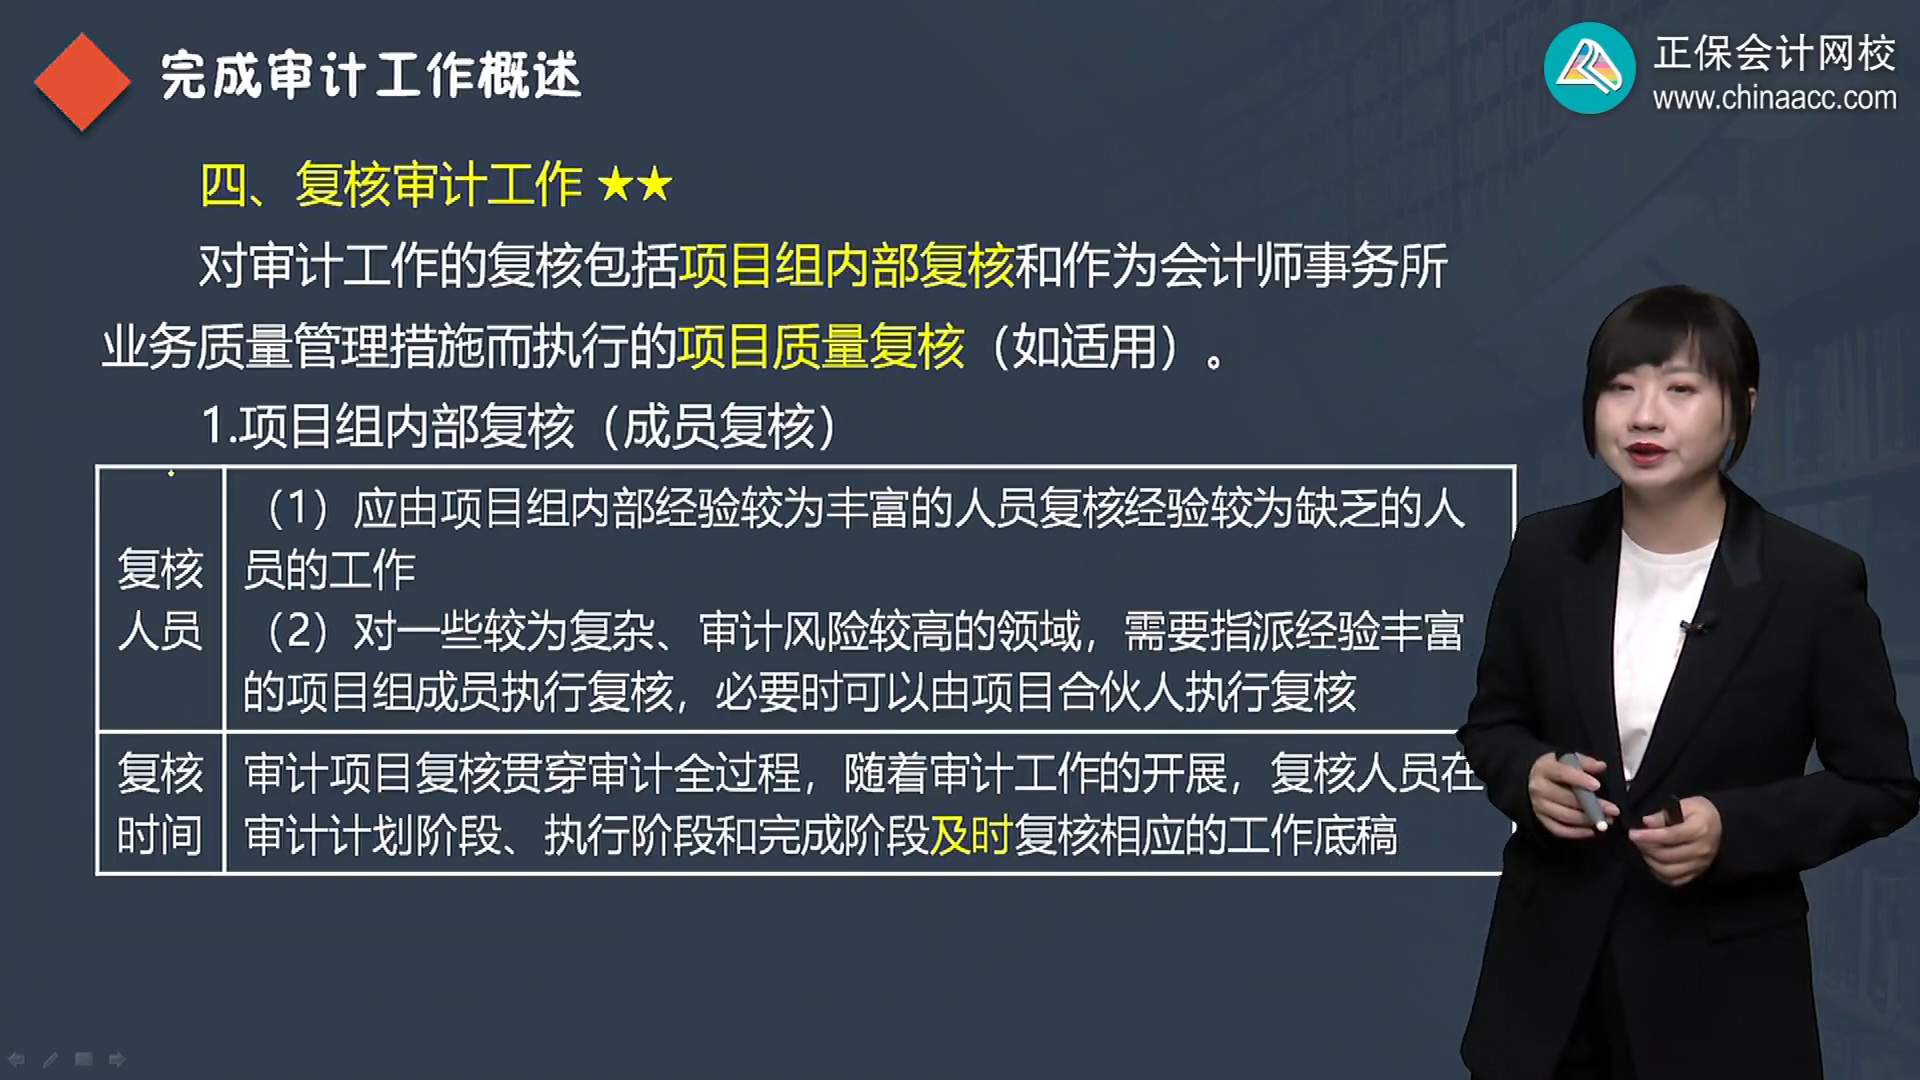 完成审计工作概述
正保会计网校
www.chinaacc.com
四、复核审计工作 ★★
对审计工作的复核包括项目组内部复核和作为会计师事务所
业务质量管理措施而执行的项目质量复核（如适用）。
1.项目组内部复核（成员复核）
复核
人员
（1）应由项目组内部经验较为丰富的人员复核经验较为缺乏的人
员的工作
（2）对一些较为复杂、审计风险较高的领域，需要指派经验丰富
的项目组成员执行复核，必要时可以由项目合伙人执行复核
复核
时间
审计项目复核贯穿审计全过程，随着审计工作的开展，复核人员在
审计计划阶段、执行阶段和完成阶段及时复核相应的工作底稿